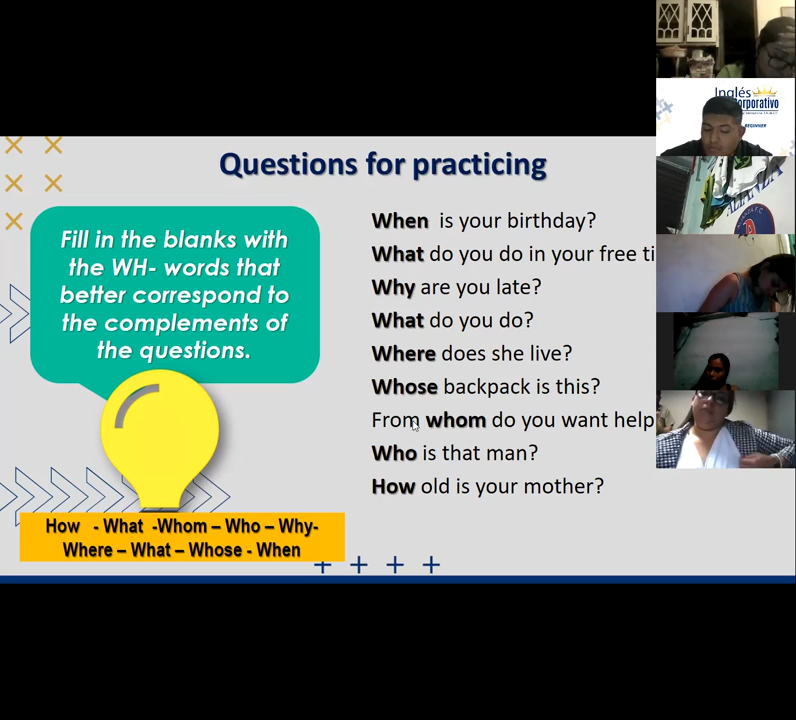 Questions for practicing
Fill in the blanks with
the WH- words that
better correspond to
the complements of
the questions.
How - What -Whom – Who – Why-
Where – What – Whose - When
When is your birthday?
What do you do in your free ti
Why are you late?
What do you do?
Where does she live?
Whose backpack is this?
From whom do you want help
Who is that man?
How old is your mother?
Inglés
orporativo
BEGINNER
ALIANZA